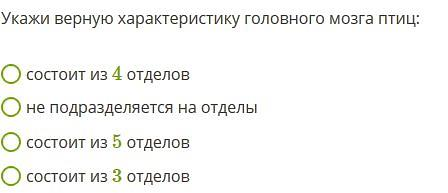 Укажи верную характеристику головного мозга птиц:
состоит из 4 отделов
не подразделяется на отделы
состоит из 5 отделов
состоит из 3 отделов